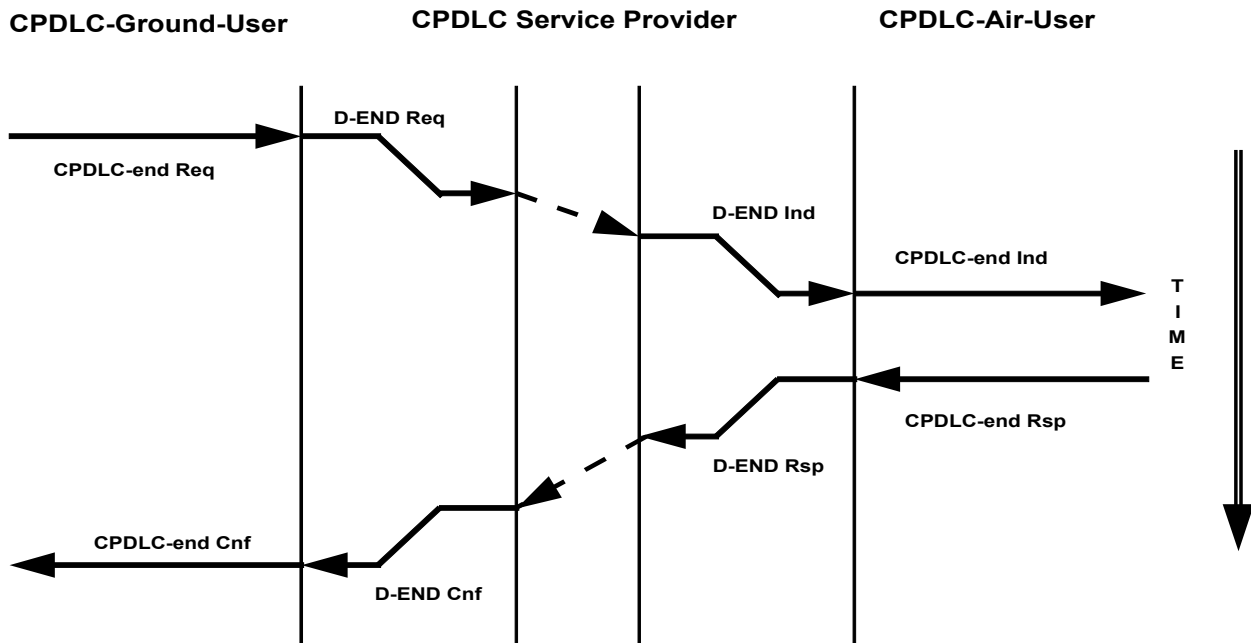 CPDLC-Ground-User
CPDLC Service Provider
CPDLC-Air-User
D-END Req
CPDLC-end Req
D-END Ind
CPDLC-end Ind
T
I
M
E
CPDLC-end Rsp
D-END Rsp
CPDLC-end Cnf
D-END Cnf